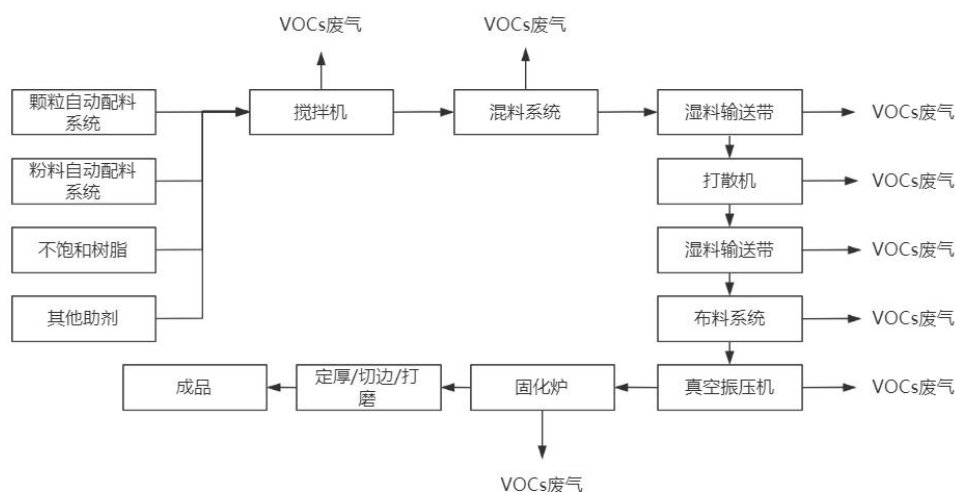 VOCs废气
VOCs废气
颗粒自动配料
系统
搅拌机
混料系统
湿料输送带
VOCs废气
粉料自动配料
系统
打散机
VOCs废气
不饱和树脂
湿料输送带
VOCs废气
其他助剂
布料系统
VOCs废气
成品
定厚/切边/打
磨
固化炉
真空振压机
VOCs废气
VOCs废气